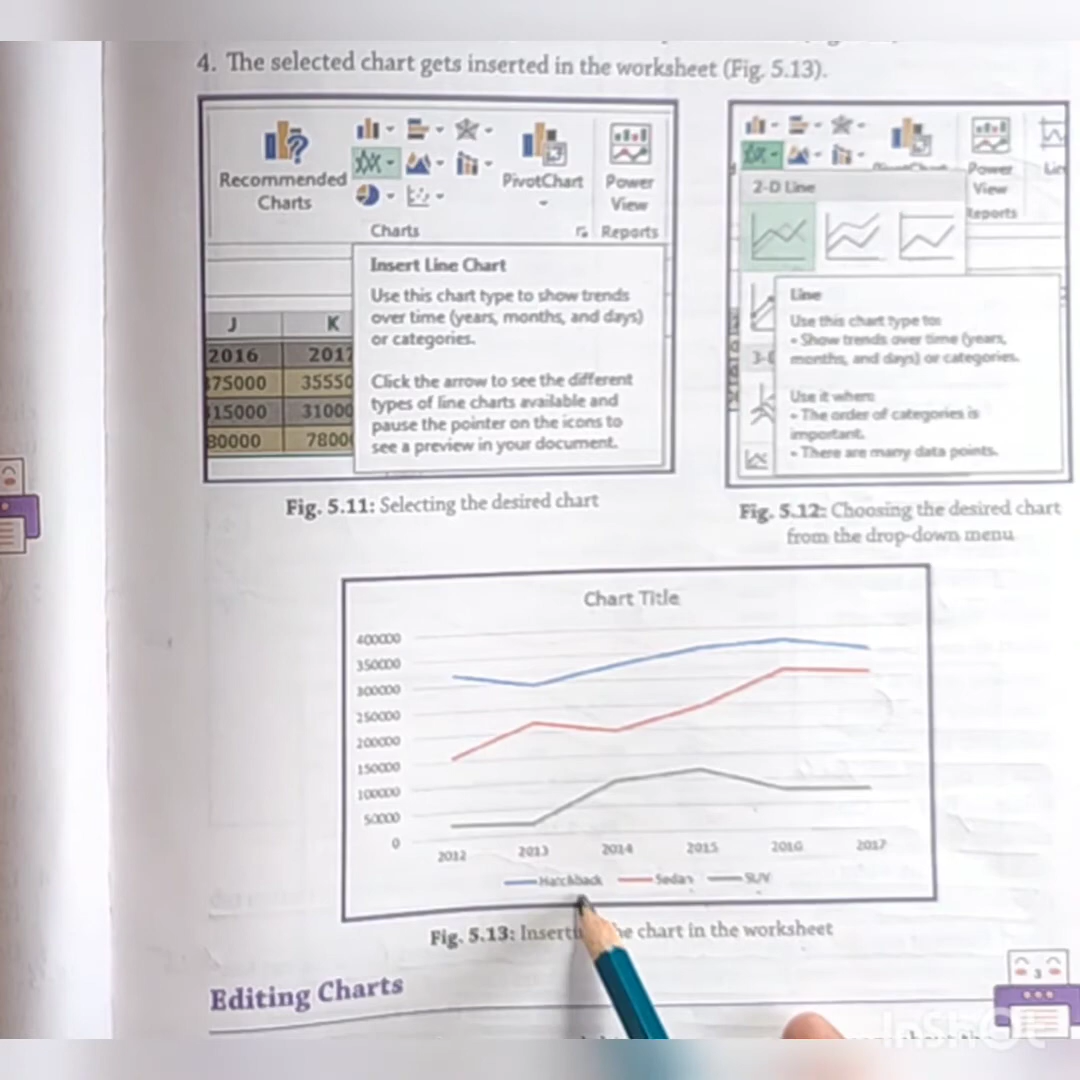 4. The selected chart gets inserted in the worksheet (Fig. 5.13).
Recommended
Charts
PivotChart
Power
View
Charts
Reports
Insert Line Chart
Use this chart type to show trends
over time (years, months, and days)
or categories.
Click the arrow to see the different
types of line charts available and
pause the pointer on the icons to
see a preview in your document.
J K
2016 201
75000 3555
15000 31000
80000 7800
Fig. 5.11: Selecting the desired chart
Power
View
Reports
2-D Line
Line
Use this chart type to:
• Show trends over time (years,
months, and days) or categories.
Use it when:
• The order of categories is
important.
• There are many data points.
Fig. 5.12: Choosing the desired chart
from the drop-down menu
Chart Title
400000
350000
300000
250000
200000
150000
100000
50000
0
2012 2013 2014 2015 2016 2017
Hatchback Sedan SUV
Fig. 5.13: Inserti he chart in the worksheet
Editing Charts
InShOt